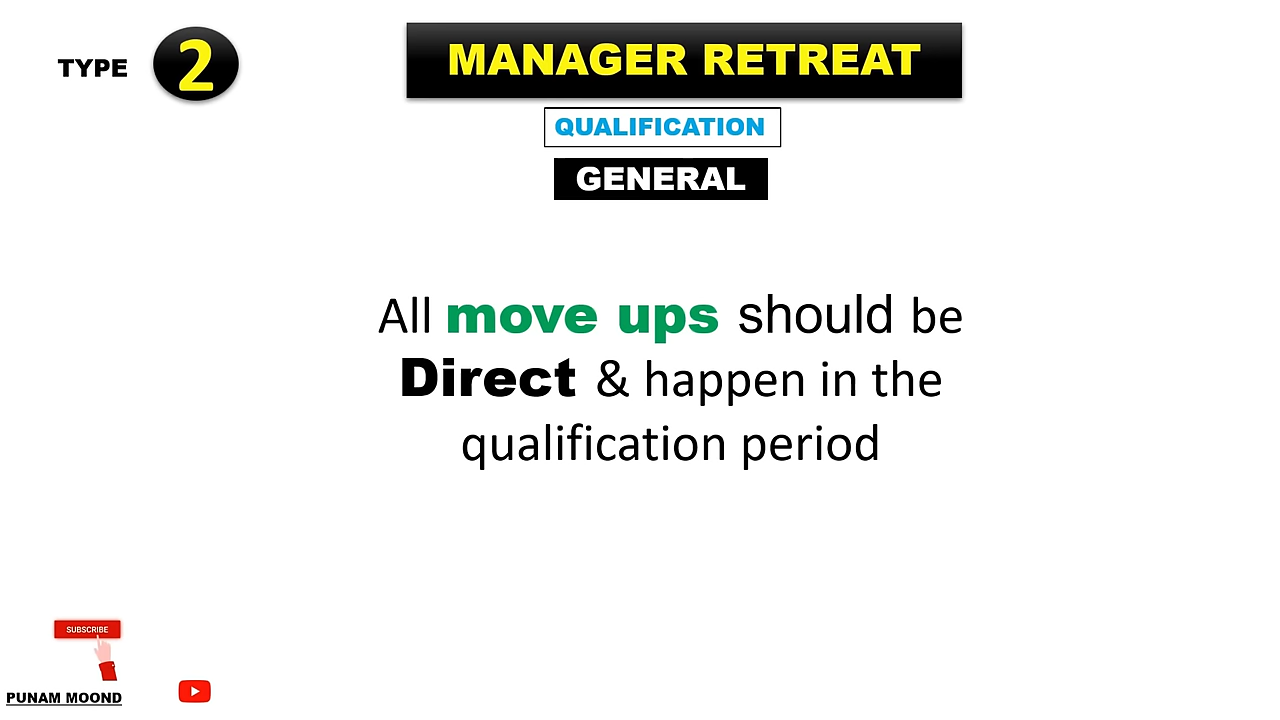 TYPE 2
MANAGER RETREAT
QUALIFICATION
GENERAL
All move ups should be
Direct & happen in the
qualification period
SUBSCRIBE
PUNAM MOOND